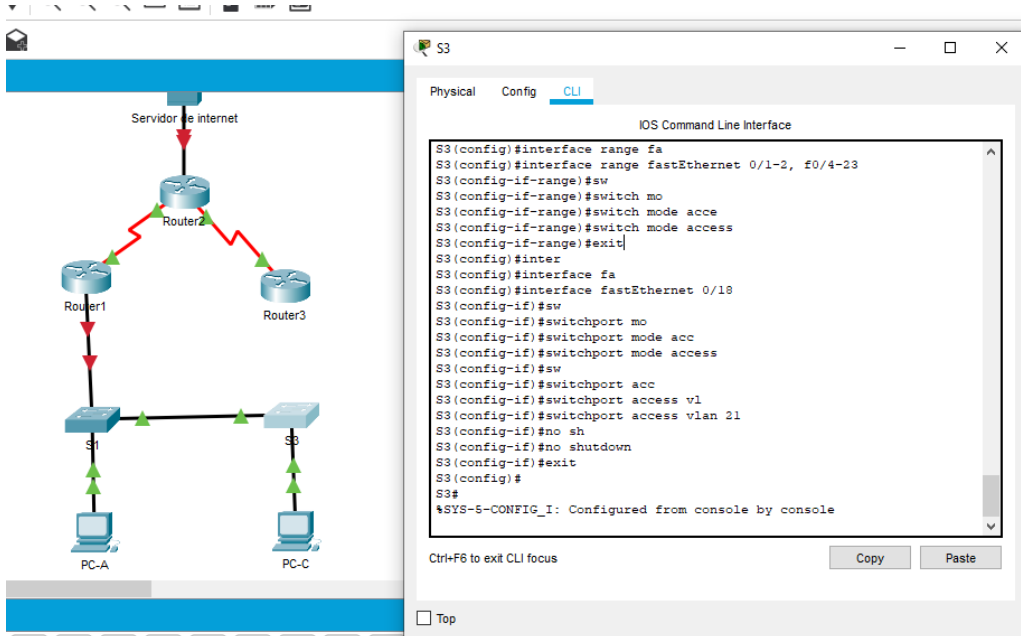 S3
Physical Config CLI
IOS Command Line Interface
S3(config)#interface range fa
S3(config)#interface range fastEthernet 0/1-2, f0/4-23
S3(config-if-range)#sw
S3(config-if-range)#switch mo
S3(config-if-range)#switch mode acce
S3(config-if-range)#switch mode access
S3(config-if-range)#exit
S3(config)#inter
S3(config)#interface fa
S3(config)#interface fastEthernet 0/18
S3(config-if)#sw
S3(config-if)#switchport mo
S3(config-if)#switchport mode acc
S3(config-if)#switchport mode access
S3(config-if)#sw
S3(config-if)#switchport acc
S3(config-if)#switchport access vl
S3(config-if)#switchport access vlan 21
S3(config-if)#no sh
S3(config-if)#no shutdown
S3(config-if)#exit
S3(config)#
S3#
%SYS-5-CONFIG_I: Configured from console by console
Ctrl+F6 to exit CLI focus
Copy Paste
Top
Servidor de internet
Router2
Router1
Router3
S1
S3
PC-A
PC-C